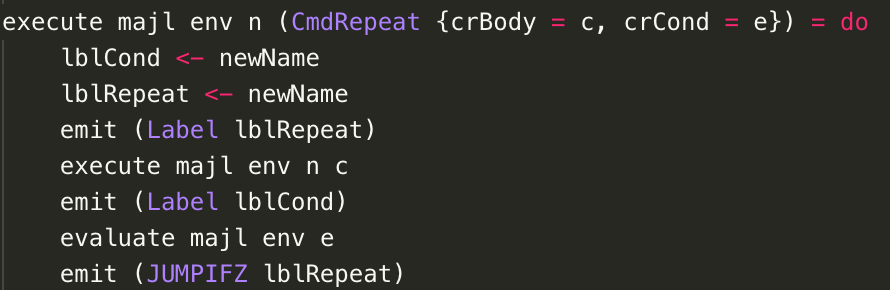 execute majl env n (CmdRepeat {crBody = c, crCond = e}) = do
    lblCond <- newName
    lblRepeat <- newName
    emit (Label lblRepeat)
    execute majl env n c
    emit (Label lblCond)
    evaluate majl env e
    emit (JUMPIFZ lblRepeat)